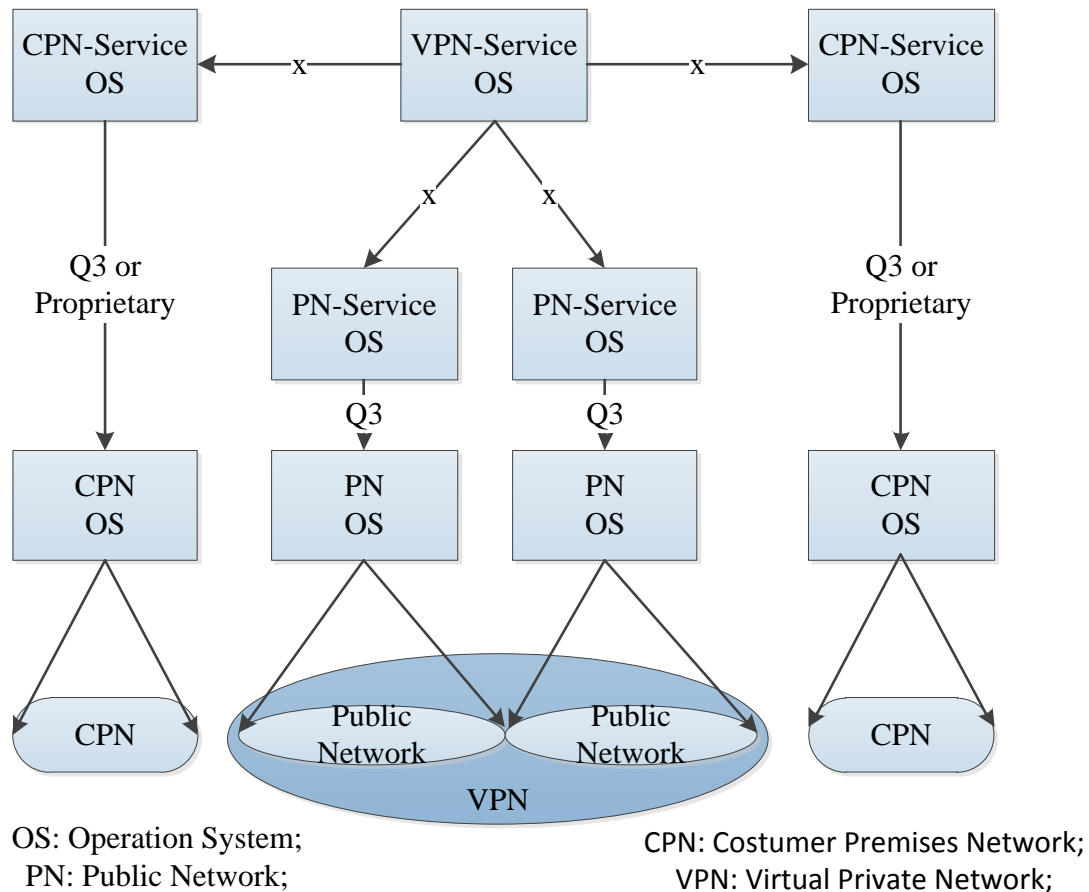 CPN-Service
OS
VPN-Service
OS
CPN-Service
OS
x
x
x
x
Q3 or
Proprietary
PN-Service
OS
PN-Service
OS
Q3 or
Proprietary
Q3
Q3
CPN
OS
PN
OS
PN
OS
CPN
OS
CPN
Public
Network
Public
Network
CPN
VPN
OS: Operation System;
PN: Public Network;
CPN: Costumer Premises Network;
VPN: Virtual Private Network;